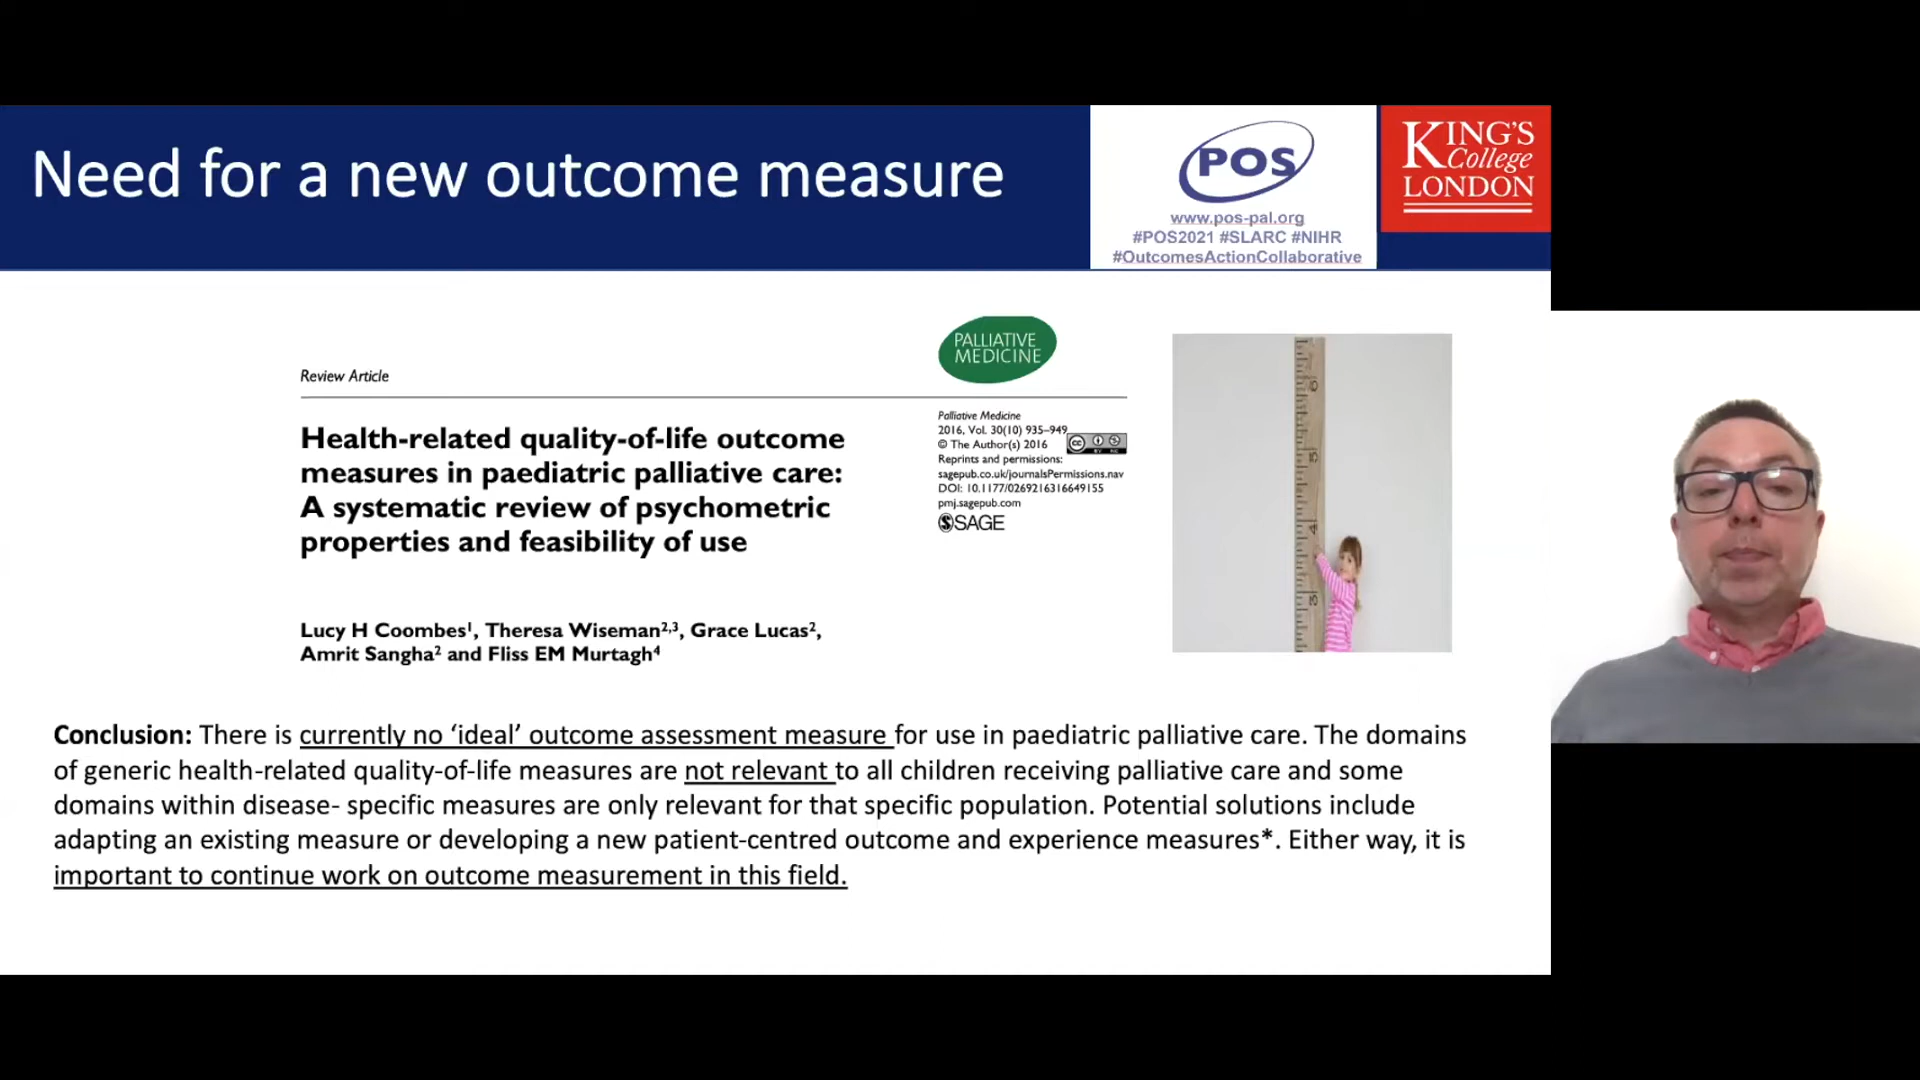 Need for a new outcome measure
POS
www.pos-pal.org
#POS2021 #SLARC #NIHR
#OutcomesActionCollaborative
KING'S
College
LONDON
PALLIATIVE
MEDICINE
Review Article
Health-related quality-of-life outcome
measures in paediatric palliative care:
A systematic review of psychometric
properties and feasibility of use
Lucy H Coombes¹, Theresa Wiseman²,³, Grace Lucas²,
Amrit Sangha² and Fliss EM Murtagh⁴
Palliative Medicine
2016, Vol. 30(10) 935–949
© The Author(s) 2016
Reprints and permissions:
sagepub.co.uk/journalsPermissions.nav
DOI: 10.1177/0269216316649155
pmj.sagepub.com
SAGE
cc
BY NC
6
5
4
3
Conclusion: There is currently no ‘ideal’ outcome assessment measure for use in paediatric palliative care. The domains
of generic health-related quality-of-life measures are not relevant to all children receiving palliative care and some
domains within disease- specific measures are only relevant for that specific population. Potential solutions include
adapting an existing measure or developing a new patient-centred outcome and experience measures*. Either way, it is
important to continue work on outcome measurement in this field.